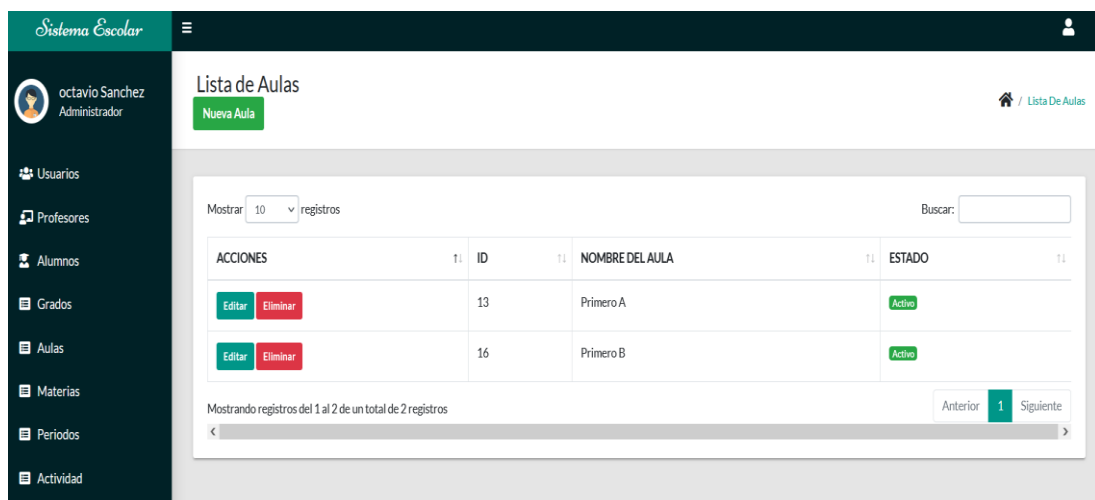 Sistema Escolar
octavio Sanchez
Administrador
Usuarios
Profesores
Alumnos
Grados
Aulas
Materias
Periodos
Actividad
Lista de Aulas
Nueva Aula
/ Lista De Aulas
Mostrar 10 registros
Buscar:
ACCIONES ID NOMBRE DEL AULA ESTADO
Editar Eliminar 13 Primero A Activo
Editar Eliminar 16 Primero B Activo
Mostrando registros del 1 al 2 de un total de 2 registros
Anterior 1 Siguiente